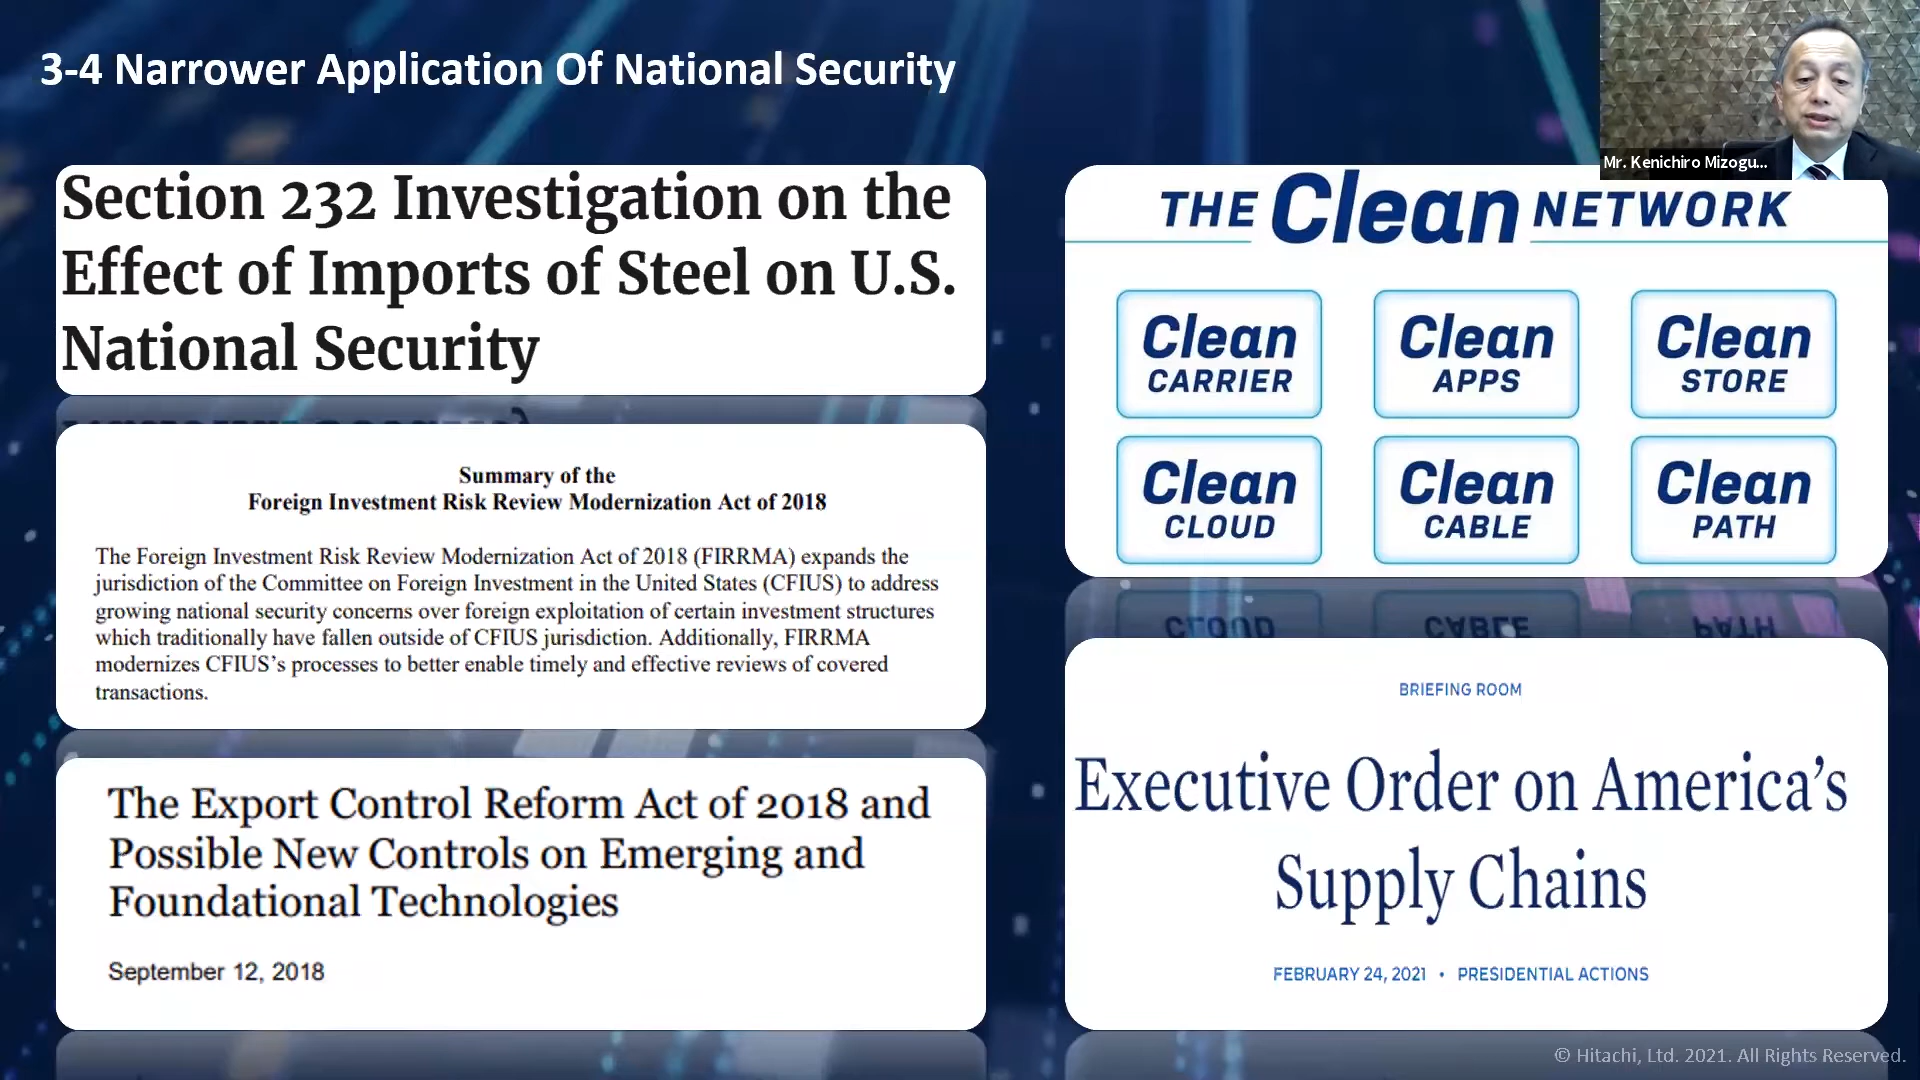 3-4 Narrower Application Of National Security
Mr. Kenichiro Mizogu...
Section 232 Investigation on the
Effect of Imports of Steel on U.S.
National Security
Summary of the
Foreign Investment Risk Review Modernization Act of 2018
The Foreign Investment Risk Review Modernization Act of 2018 (FIRRMA) expands the
jurisdiction of the Committee on Foreign Investment in the United States (CFIUS) to address
growing national security concerns over foreign exploitation of certain investment structures
which traditionally have fallen outside of CFIUS jurisdiction. Additionally, FIRRMA
modernizes CFIUS’s processes to better enable timely and effective reviews of covered
transactions.
The Export Control Reform Act of 2018 and
Possible New Controls on Emerging and
Foundational Technologies
September 12, 2018
THE Clean NETWORK
Clean
CARRIER
Clean
APPS
Clean
STORE
Clean
CLOUD
Clean
CABLE
Clean
PATH
BRIEFING ROOM
Executive Order on America’s
Supply Chains
FEBRUARY 24, 2021 • PRESIDENTIAL ACTIONS
© Hitachi, Ltd. 2021. All Rights Reserved.